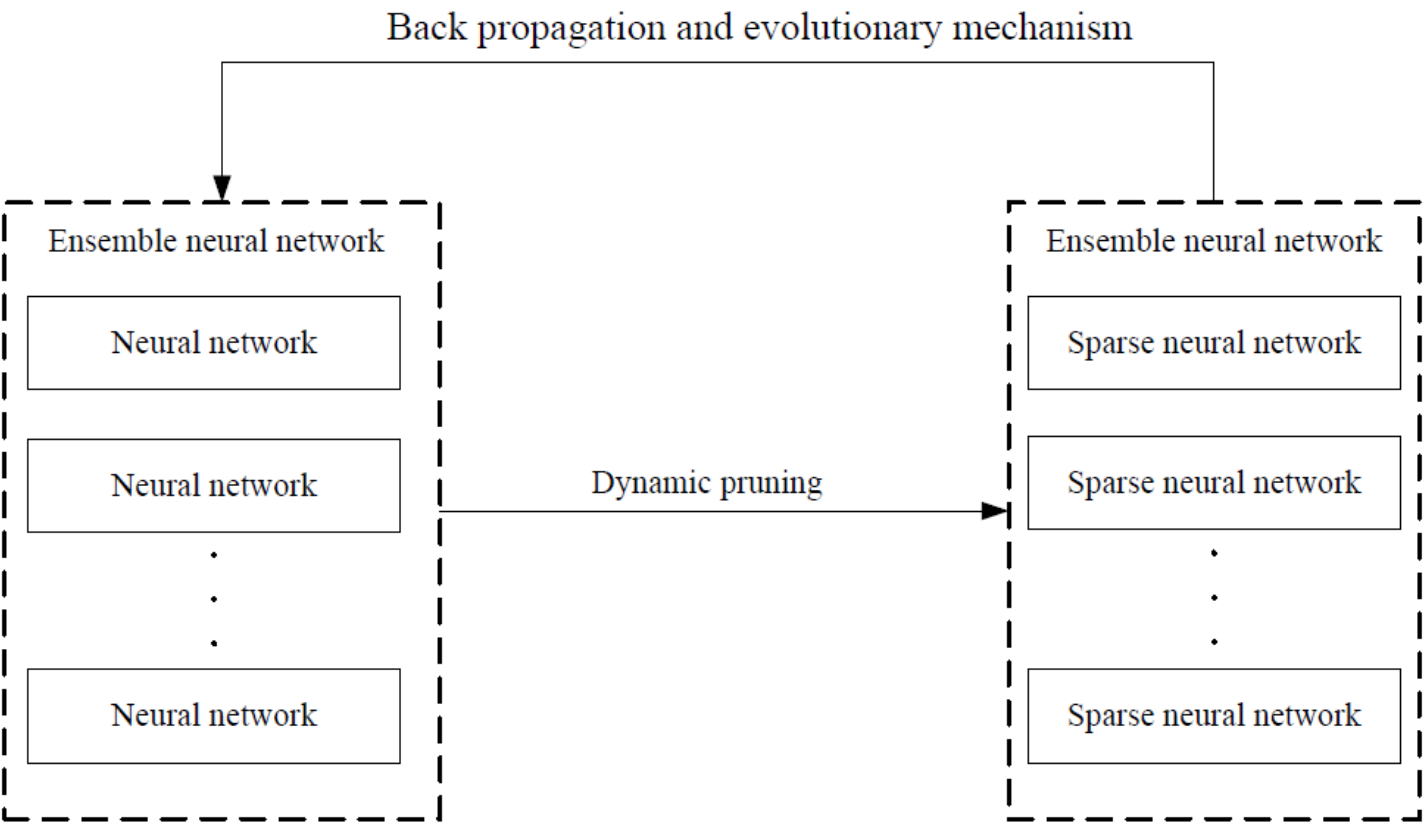 Back propagation and evolutionary mechanism
Ensemble neural network
Neural network
Neural network
Neural network
Dynamic pruning
Ensemble neural network
Sparse neural network
Sparse neural network
Sparse neural network